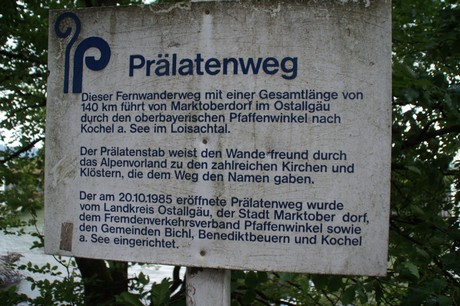 Prälatenweg
Dieser Fernwanderweg mit einer Gesamtlänge von
140 km führt von Marktoberdorf im Ostallgäu
durch den oberbayerischen Pfaffenwinkel nach
Kochel a. See im Loisachtal.
Der Prälatenstab weist den Wande freund durch
das Alpenvorland zu den zahlreichen Kirchen und
Klöstern, die dem Weg den Namen gaben.
Der am 20.10.1985 eröffnete Prälatenweg wurde
vom Landkreis Ostallgäu, der Stadt Marktober dorf,
dem Fremdenverkehrsverband Pfaffenwinkel sowie
den Gemeinden Bichl, Benediktbeuern und Kochel
a. See eingerichtet.